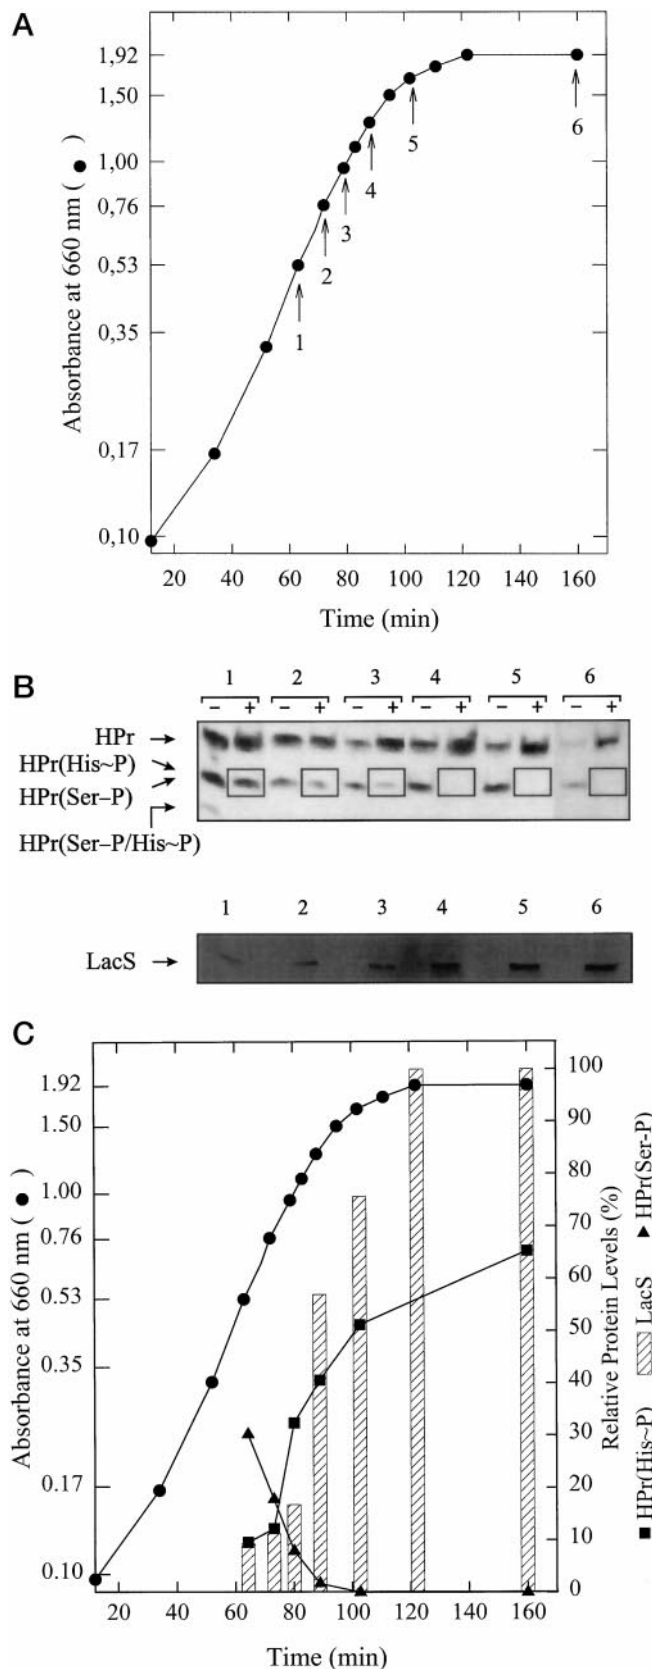 A
Absorbance at 660 nm ( ● )
1,92
1,50
1,00
0,76
0,53
0,35
0,17
0,10
1
2
3
4
5
6
20 40 60 80 100 120 140 160
Time (min)
B
1 2 3 4 5 6
– + – + – + – + – + – +
HPr
HPr(His~P)
HPr(Ser–P)
HPr(Ser–P/His~P)
1 2 3 4 5 6
LacS
C
Absorbance at 660 nm ( ● )
1.92
1.50
1.00
0.76
0.53
0.35
0.17
0.10
100
90
80
70
60
50
40
30
20
10
0
Relative Protein Levels (%)
■ HPr(His~P) LacS ▲ HPr(Ser-P)
20 40 60 80 100 120 140 160
Time (min)